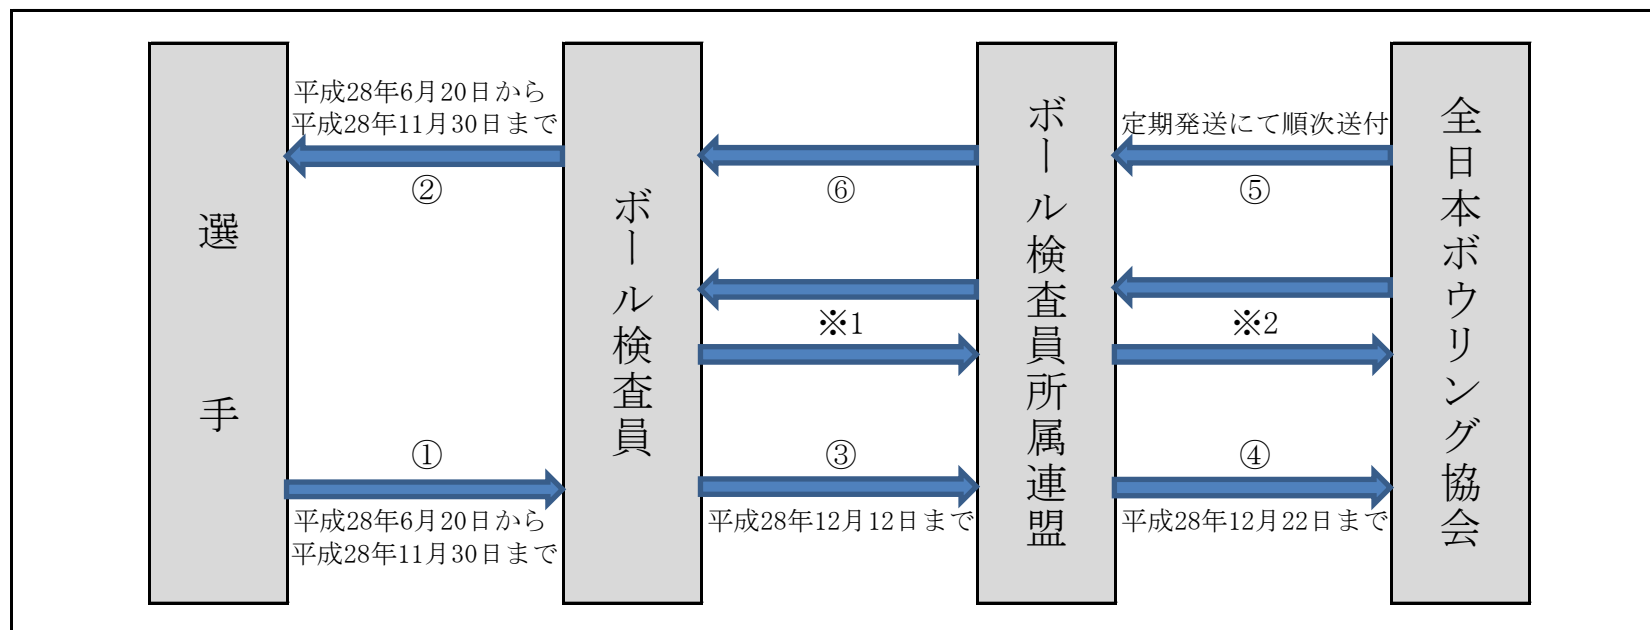 選手
平成28年6月20日から
平成28年11月30日まで
②
①
平成28年6月20日から
平成28年11月30日まで
ボール検査員
⑥
※1
③
平成28年12月12日まで
ボール検査員所属連盟
定期発送にて順次送付
⑤
※2
④
平成28年12月22日まで
全日本ボウリング協会